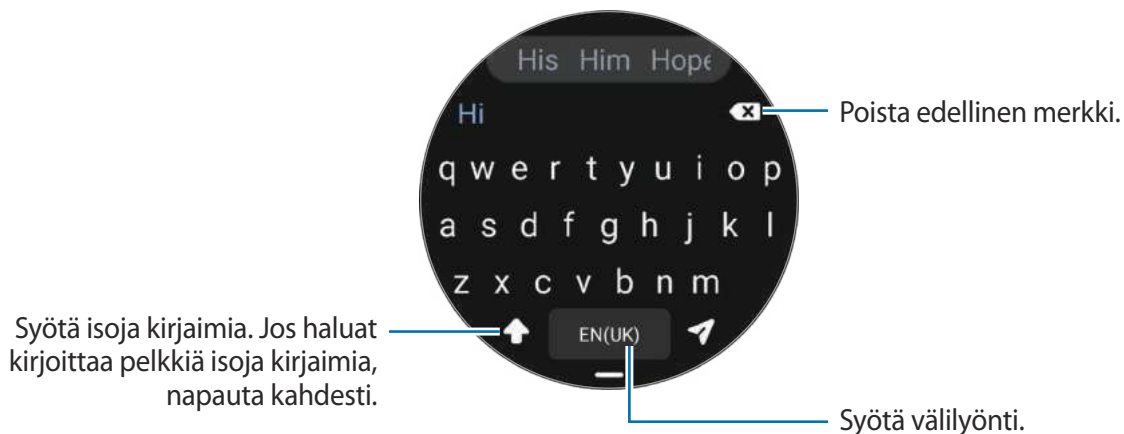 His Him Hope
Hi
Poista edellinen merkki.
q w e r t y u i o p
a s d f g h j k l
z x c v b n m
Syötä isoja kirjaimia. Jos haluat
kirjoittaa pelkkiä isoja kirjaimia,
napauta kahdesti.
EN(UK)
Syötä välilyönti.